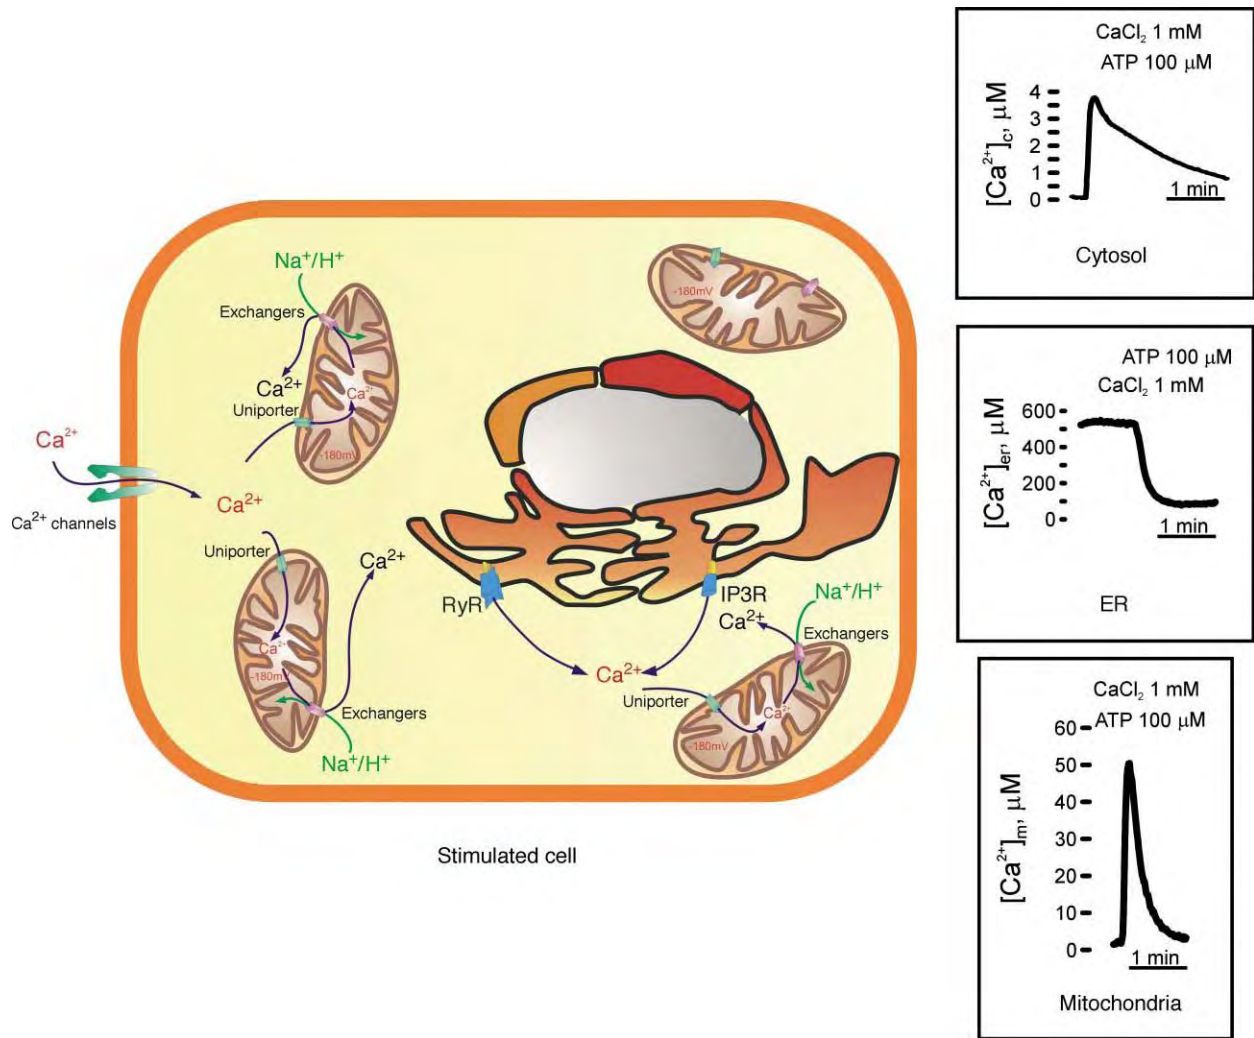 Na⁺/H⁺
Exchangers
Ca²⁺
Uniporter
Ca²⁺
-180mV
-180mV
Ca²⁺
Ca²⁺ channels
Ca²⁺
Uniporter
Ca²⁺
Ca²⁺
-180mV
Exchangers
Na⁺/H⁺
RyR
IP3R
Ca²⁺
Na⁺/H⁺
Exchangers
Ca²⁺
Uniporter
Ca²⁺
-180mV
Stimulated cell
CaCl₂ 1 mM
ATP 100 µM
[Ca²⁺]c, µM
4
3
2
1
0
1 min
Cytosol
ATP 100 µM
CaCl₂ 1 mM
[Ca²⁺]er, µM
600
400
200
0
1 min
ER
CaCl₂ 1 mM
ATP 100 µM
[Ca²⁺]m, µM
60
50
40
30
20
10
0
1 min
Mitochondria